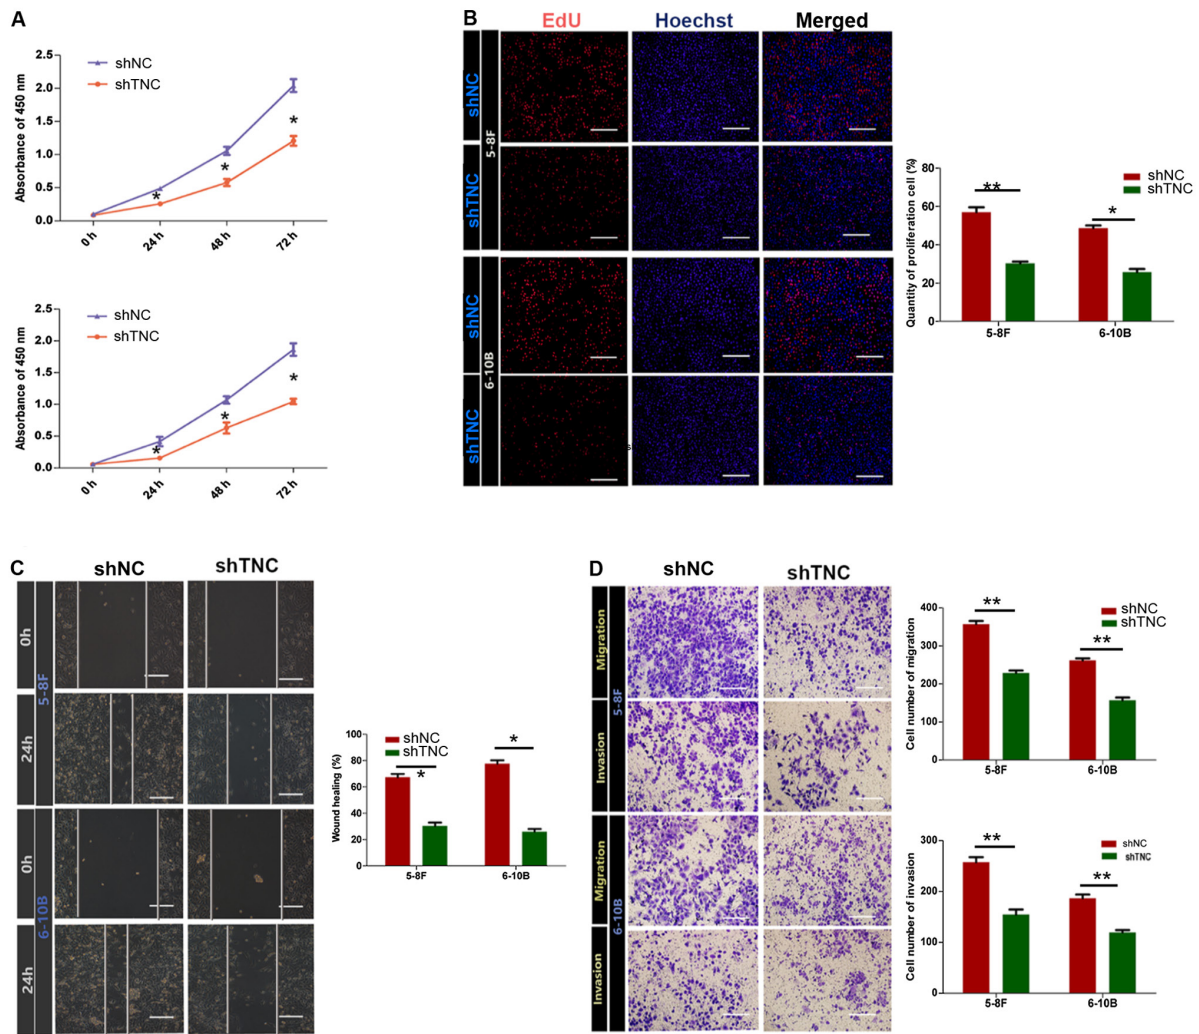 A
2.5
2.0
1.5
1.0
0.5
0.0
Absorbance of 450 nm
shNC
shTNC
*
*
*
0 h
24 h
48 h
72 h
2.5
2.0
1.5
1.0
0.5
0.0
Absorbance of 450 nm
shNC
shTNC
*
*
*
0 h
24 h
48 h
72 h
B
EdU
Hoechst
Merged
5-8F
shNC
shTNC
6-10B
shNC
shTNC
s
Quantity of proliferation cell (%)
80
60
40
20
0
shNC
shTNC
**
*
5-8F
6-10B
C
shNC
shTNC
0h
5-8F
24h
0h
6-10B
24h
Wound healing (%)
100
80
60
40
20
0
shNC
shTNC
*
*
5-8F
6-10B
D
shNC
shTNC
Migration
5-8F
Invasion
Migration
6-10B
Invasion
Cell number of migration
400
300
200
100
0
shNC
shTNC
**
**
5-8F
6-10B
Cell number of invasion
300
200
100
0
shNC
shTNC
**
**
5-8F
6-10B